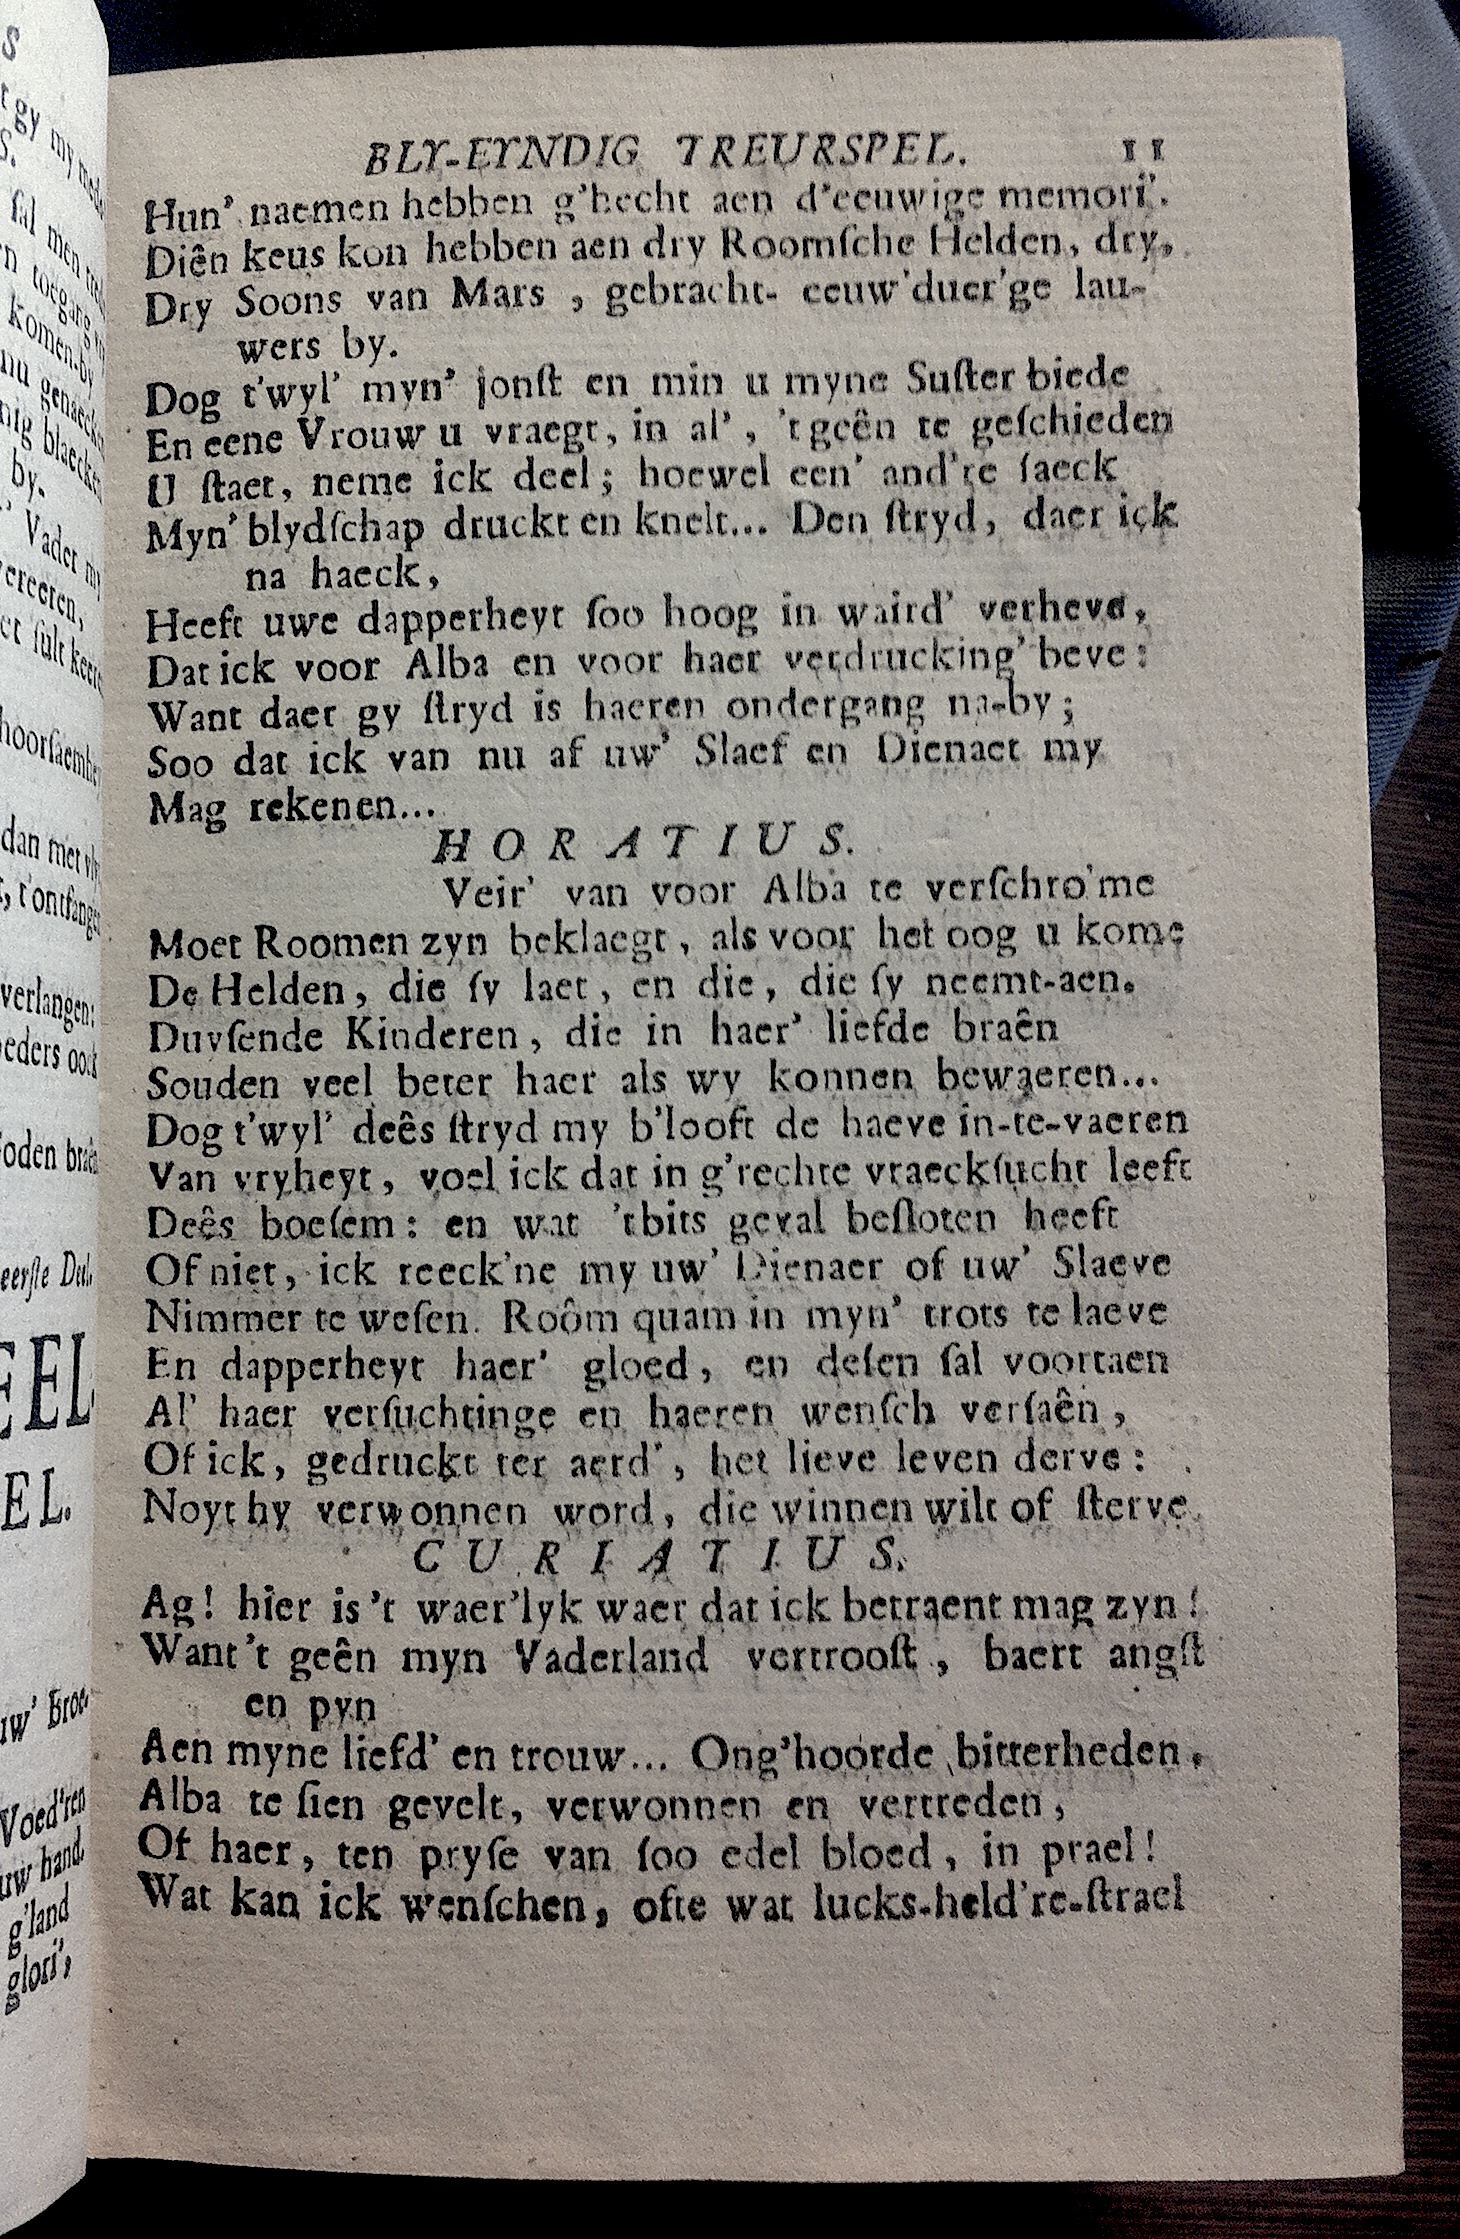 BLY-EYNDIG TREURSPEL. 11
Hun' naemen hebben g'hecht aen d'eeuwige memori'.
Diên keus kon hebben aen dry Roomſche Helden, dry,
Dry Soons van Mars, gebracht- eeuw'duer'ge lau-
wers by.
Dog t'wyl' myn' jonſt en min u myne Suſter biede
En eene Vrouw u vraegt, in al', 't geên te geſchieden
U ſtaet, neme ick deel; hoewel een' and're ſaeck
Myn' blydſchap druckt en knelt... Den ſtryd, daer ick
na haeck,
Heeft uwe dapperheyt ſoo hoog in waird' verheve,
Dat ick voor Alba en voor haer verdrucking' beve:
Want daer gy ſtryd is haeren ondergang na-by;
Soo dat ick van nu af uw' Slaef en Dienaer my
Mag rekenen...
HORATIUS.
Veir' van voor Alba te verſchro'me
Moet Roomen zyn beklaegt, als voor het oog u kome
De Helden, die ſy laet, en die, die ſy neemt-aen.
Duyſende Kinderen, die in haer' liefde braên
Souden veel beter haer als wy konnen bewaeren...
Dog t'wyl' deês ſtryd my b'looft de haeve in-te-vaeren
Van vryheyt, voel ick dat in g'rechte vraeckſucht leeft
Deês boeſem: en wat 'tbits geval beſloten heeft
Of niet, ick reeck'ne my uw' Dienaer of uw' Slaeve
Nimmer te weſen. Roôm quam in myn' trots te laeve
En dapperheyt haer' gloed, en deſen ſal voortaen
Al' haer verſuchtinge en haeren wenſch verſaên,
Of ick, gedruckt ter aerd', het lieve leven derve:
Noyt hy verwonnen word, die winnen wilt of ſterve.
CURIATIUS.
Ag! hier is 't waer'lyk waer dat ick betraent mag zyn!
Want 't geên myn Vaderland vertrooſt, baert angſt
en pyn
Aen myne liefd' en trouw... Ong'hoorde bitterheden,
Alba te ſien gevelt, verwonnen en vertreden,
Of haer, ten pryſe van ſoo edel bloed, in prael!
Wat kan ick wenſchen, ofte wat lucks-held're-ſtrael